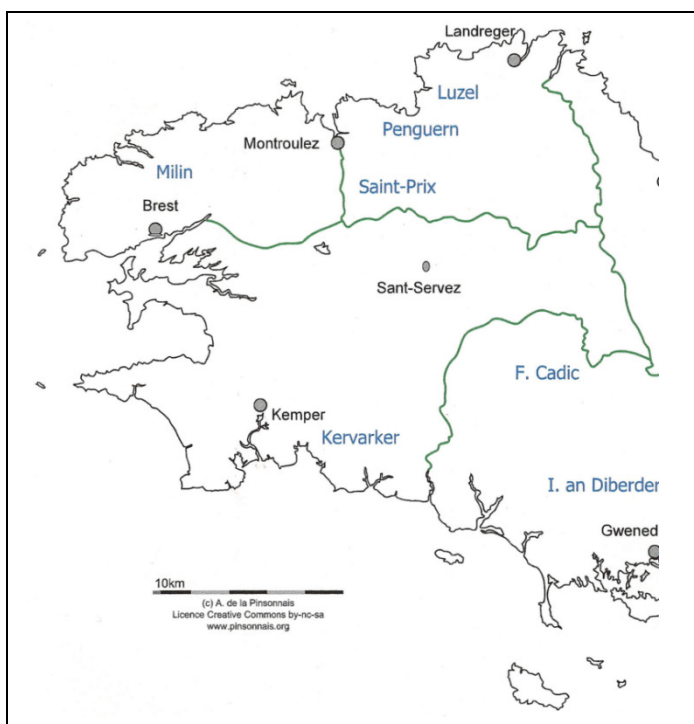 Landreger
Luzel
Penguern
Montroulez
Milin
Saint-Prix
Brest
Sant-Servez
F. Cadic
Kemper
Kervarker
I. an Diberder
Gwened
10km
(c) A. de la Pinsonnais
Licence Creative Commons by-nc-sa
www.pinsonnais.org